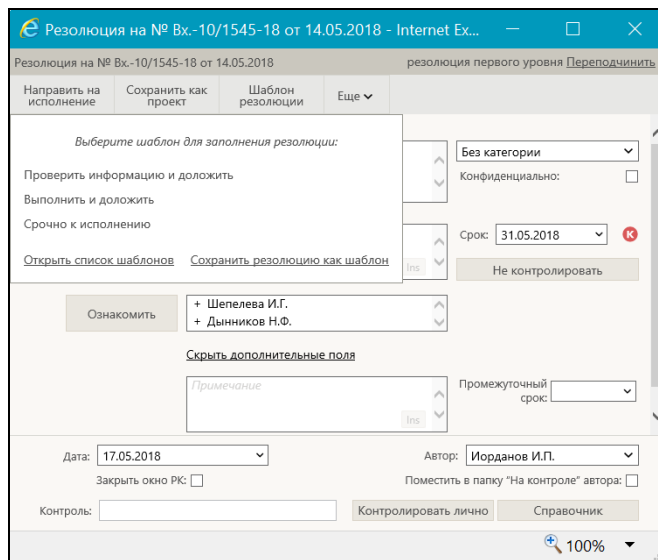 Резолюция на № Вх.-10/1545-18 от 14.05.2018 - Internet Ex...
Резолюция на № Вх.-10/1545-18 от 14.05.2018 резолюция первого уровня Переподчинить
Направить на исполнение
Сохранить как проект
Шаблон резолюции
Еще
Выберите шаблон для заполнения резолюции:
Проверить информацию и доложить
Выполнить и доложить
Срочно к исполнению
Открыть список шаблонов Сохранить резолюцию как шаблон
Без категории
Конфиденциально:
Срок: 31.05.2018 К
Ins
Не контролировать
Ознакомить
+ Шепелева И.Г.
+ Дынников Н.Ф.
Скрыть дополнительные поля
Примечание
Ins
Промежуточный
срок:
Дата: 17.05.2018
Автор: Иорданов И.П.
Закрыть окно РК:
Поместить в папку "На контроле" автора:
Контроль:
Контролировать лично
Справочник
100%